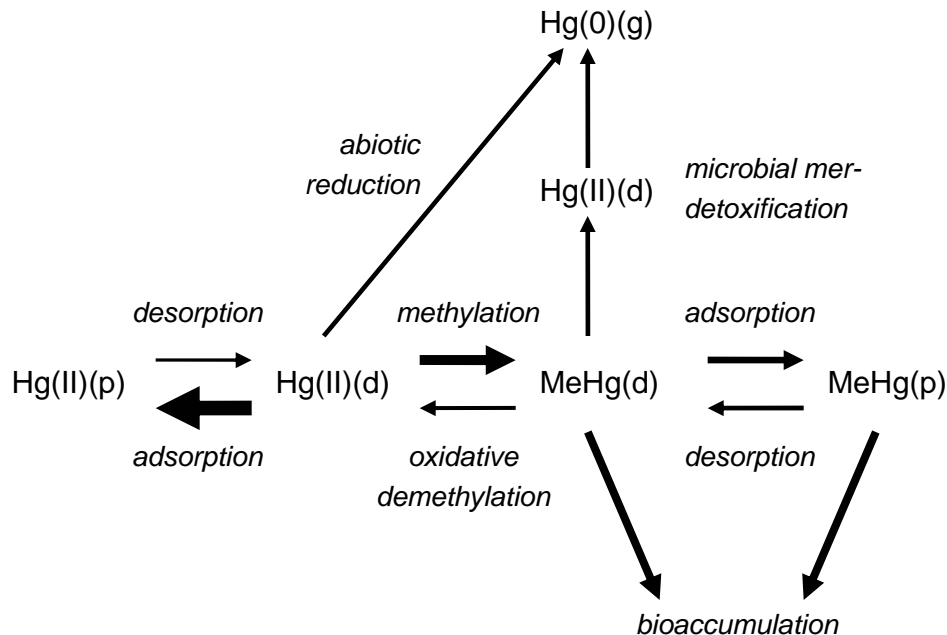 Hg(0)(g)
abiotic
reduction
Hg(II)(d)
microbial mer-
detoxification
desorption
methylation
adsorption
Hg(II)(p)
Hg(II)(d)
MeHg(d)
MeHg(p)
adsorption
oxidative
demethylation
desorption
bioaccumulation